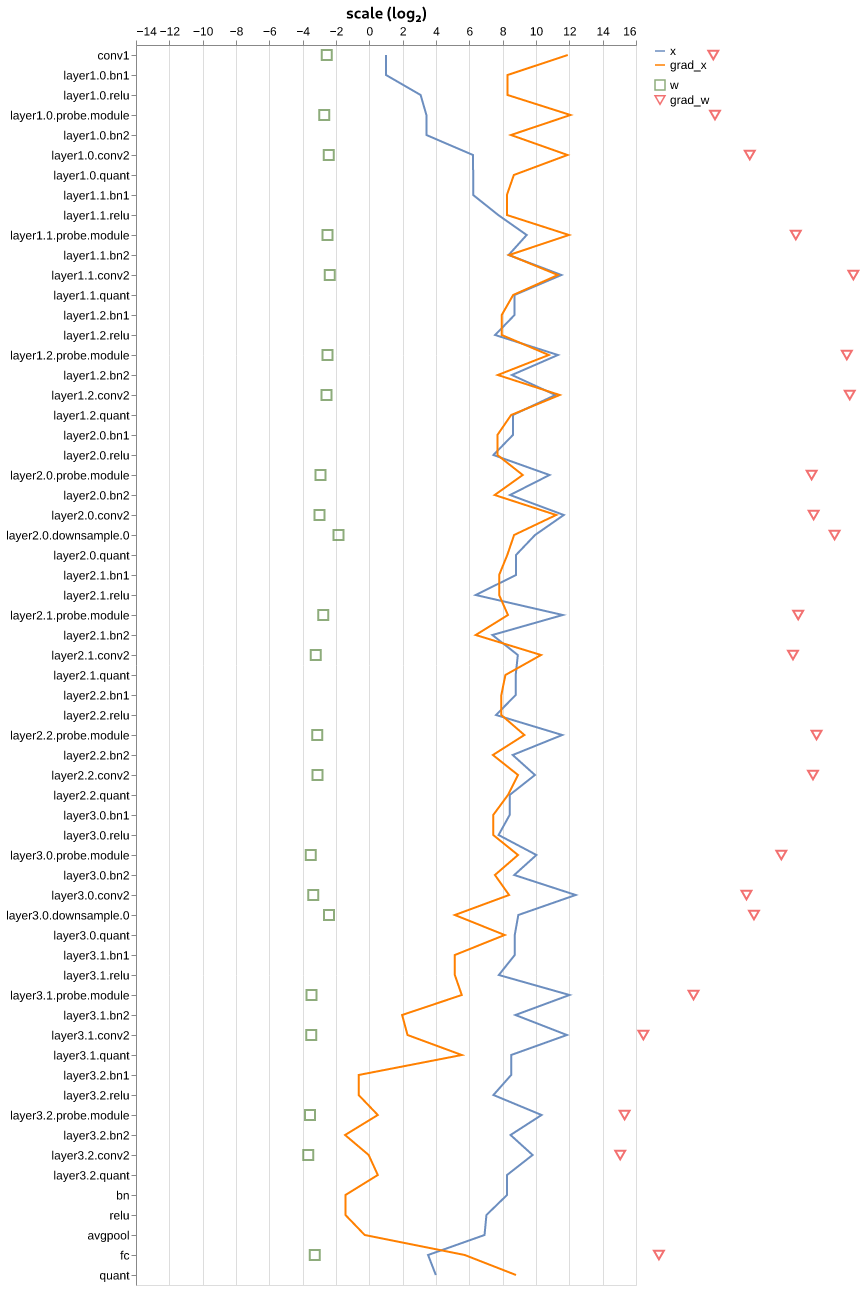 scale (log₂)
−14 −12 −10 −8 −6 −4 −2 0 2 4 6 8 10 12 14 16
x
grad_x
w
grad_w
conv1
layer1.0.bn1
layer1.0.relu
layer1.0.probe.module
layer1.0.bn2
layer1.0.conv2
layer1.0.quant
layer1.1.bn1
layer1.1.relu
layer1.1.probe.module
layer1.1.bn2
layer1.1.conv2
layer1.1.quant
layer1.2.bn1
layer1.2.relu
layer1.2.probe.module
layer1.2.bn2
layer1.2.conv2
layer1.2.quant
layer2.0.bn1
layer2.0.relu
layer2.0.probe.module
layer2.0.bn2
layer2.0.conv2
layer2.0.downsample.0
layer2.0.quant
layer2.1.bn1
layer2.1.relu
layer2.1.probe.module
layer2.1.bn2
layer2.1.conv2
layer2.1.quant
layer2.2.bn1
layer2.2.relu
layer2.2.probe.module
layer2.2.bn2
layer2.2.conv2
layer2.2.quant
layer3.0.bn1
layer3.0.relu
layer3.0.probe.module
layer3.0.bn2
layer3.0.conv2
layer3.0.downsample.0
layer3.0.quant
layer3.1.bn1
layer3.1.relu
layer3.1.probe.module
layer3.1.bn2
layer3.1.conv2
layer3.1.quant
layer3.2.bn1
layer3.2.relu
layer3.2.probe.module
layer3.2.bn2
layer3.2.conv2
layer3.2.quant
bn
relu
avgpool
fc
quant